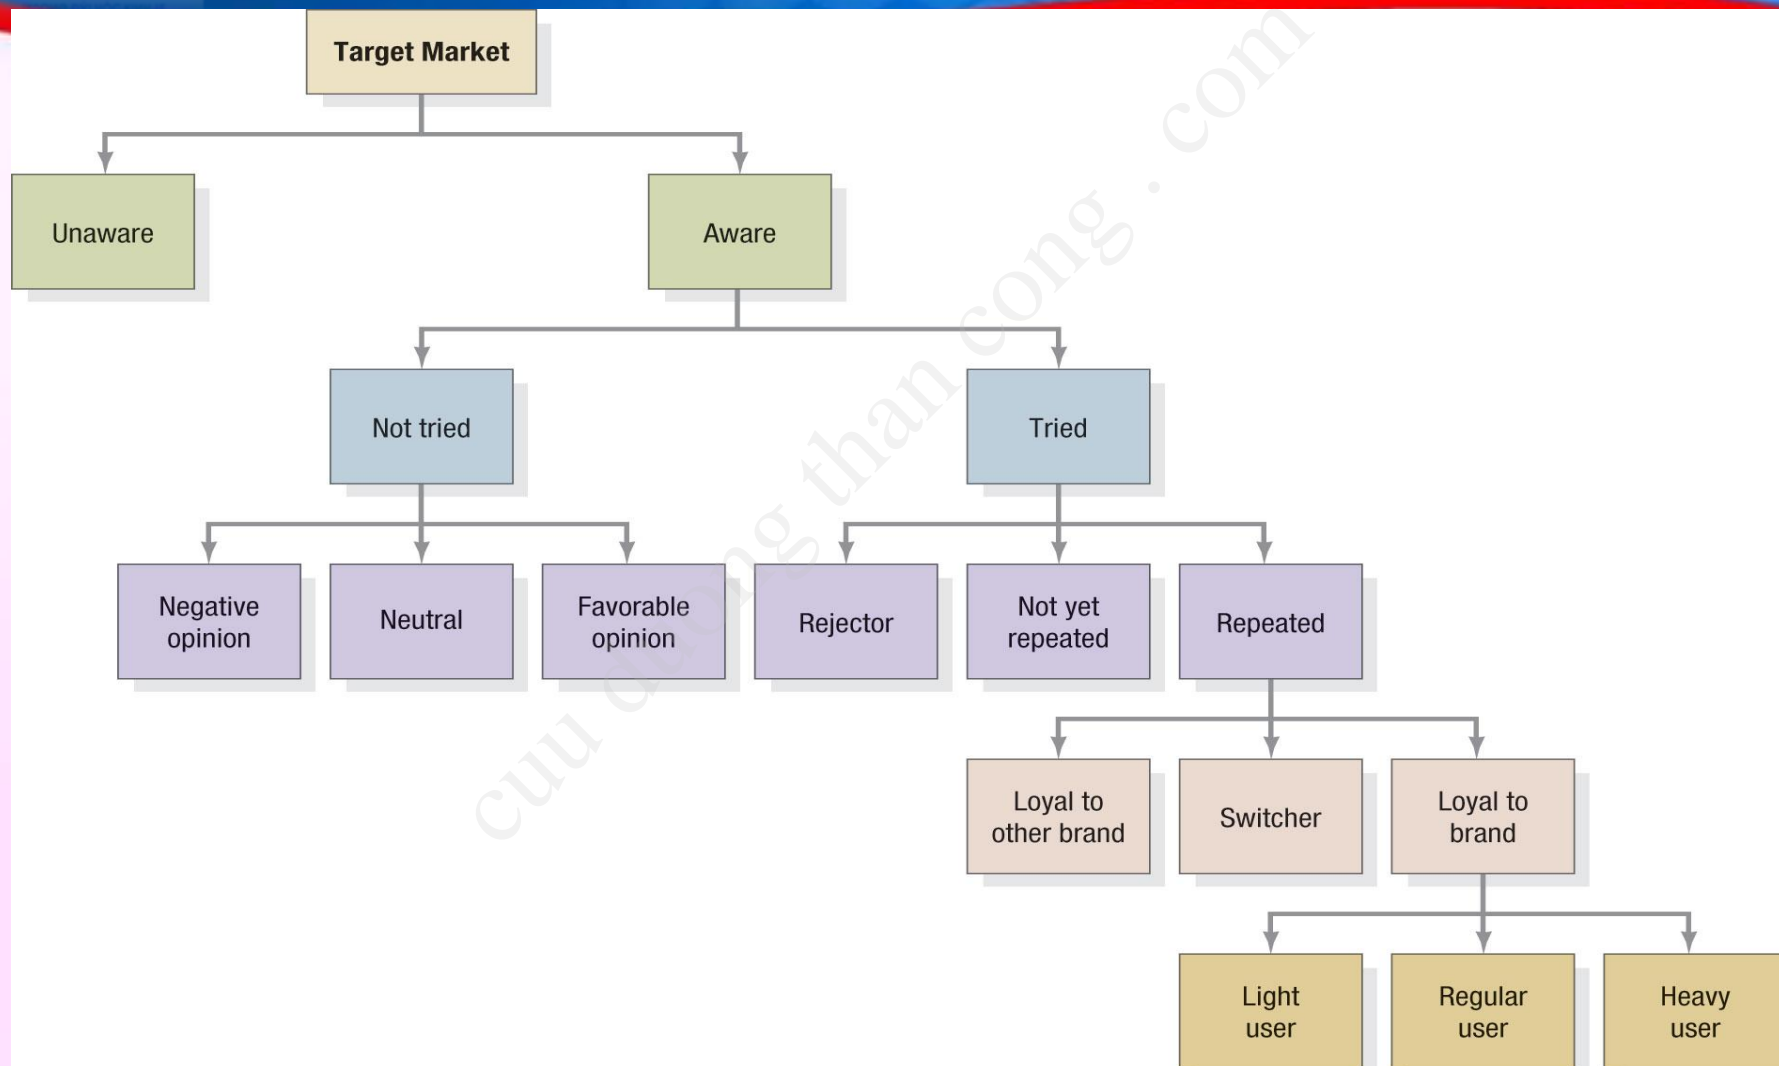 Target Market
Unaware
Aware
Not tried
Tried
Negative
opinion
Neutral
Favorable
opinion
Rejector
Not yet
repeated
Repeated
Loyal to
other brand
Switcher
Loyal to
brand
Light
user
Regular
user
Heavy
user
cuu duong than cong . com